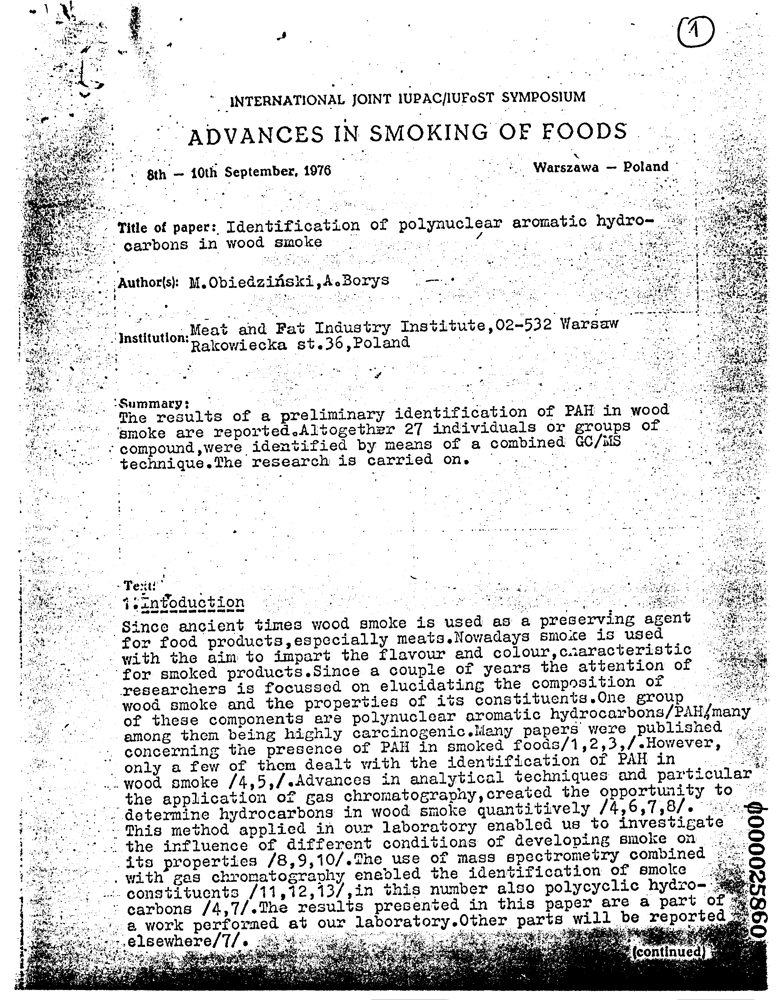 1
INTERNATIONAL JOINT IUPAC/IUFoST SYMPOSIUM
ADVANCES IN SMOKING OF FOODS
8th — 10th September, 1976
Warszawa — Poland
Title of paper: Identification of polynuclear aromatic hydro-
carbons in wood smoke
Author(s): M.Obiedziński,A.Borys
Institution: Meat and Fat Industry Institute,02-532 Warsaw
Rakowiecka st.36,Poland
Summary:
The results of a preliminary identification of PAH in wood
smoke are reported.Altogether 27 individuals or groups of
compound,were identified by means of a combined GC/MS
technique.The research is carried on.
Text:
1.Intoduction
Since ancient times wood smoke is used as a preserving agent
for food products,especially meats.Nowadays smoke is used
with the aim to impart the flavour and colour,characteristic
for smoked products.Since a couple of years the attention of
researchers is focussed on elucidating the composition of
wood smoke and the properties of its constituents.One group
of these components are polynuclear aromatic hydrocarbons/PAH/many
among them being highly carcinogenic.Many papers were published
concerning the presence of PAH in smoked foods/1,2,3,/.However,
only a few of them dealt with the identification of PAH in
wood smoke /4,5,/.Advances in analytical techniques and particular
the application of gas chromatography,created the opportunity to
determine hydrocarbons in wood smoke quantitively /4,6,7,8/.
This method applied in our laboratory enabled us to investigate
the influence of different conditions of developing smoke on
its properties /8,9,10/.The use of mass spectrometry combined
with gas chromatography enabled the identification of smoke
constituents /11,12,13/,in this number also polycyclic hydro-
carbons /4,7/.The results presented in this paper are a part of
a work performed at our laboratory.Other parts will be reported
elsewhere/7/.
(continued)
0000025860